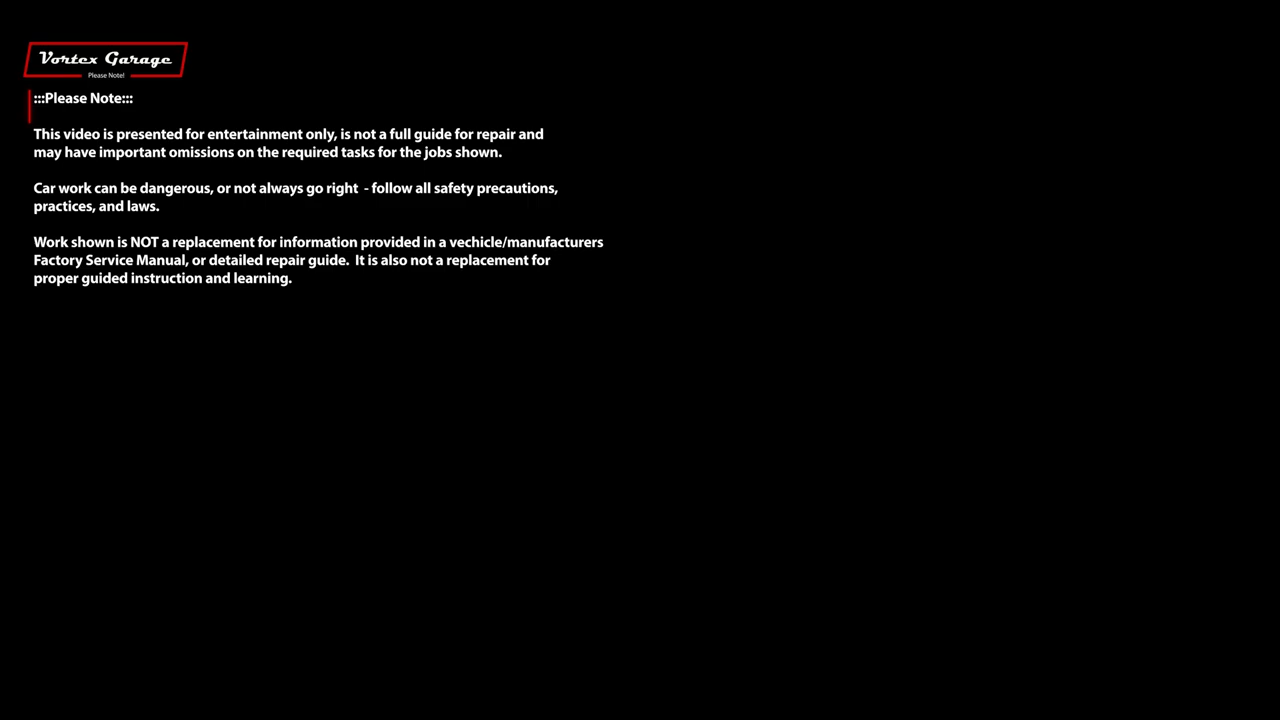 Vortex Garage
Please Note!
:::Please Note:::
This video is presented for entertainment only, is not a full guide for repair and
may have important omissions on the required tasks for the jobs shown.
Car work can be dangerous, or not always go right  - follow all safety precautions,
practices, and laws.
Work shown is NOT a replacement for information provided in a vechicle/manufacturers
Factory Service Manual, or detailed repair guide.  It is also not a replacement for
proper guided instruction and learning.